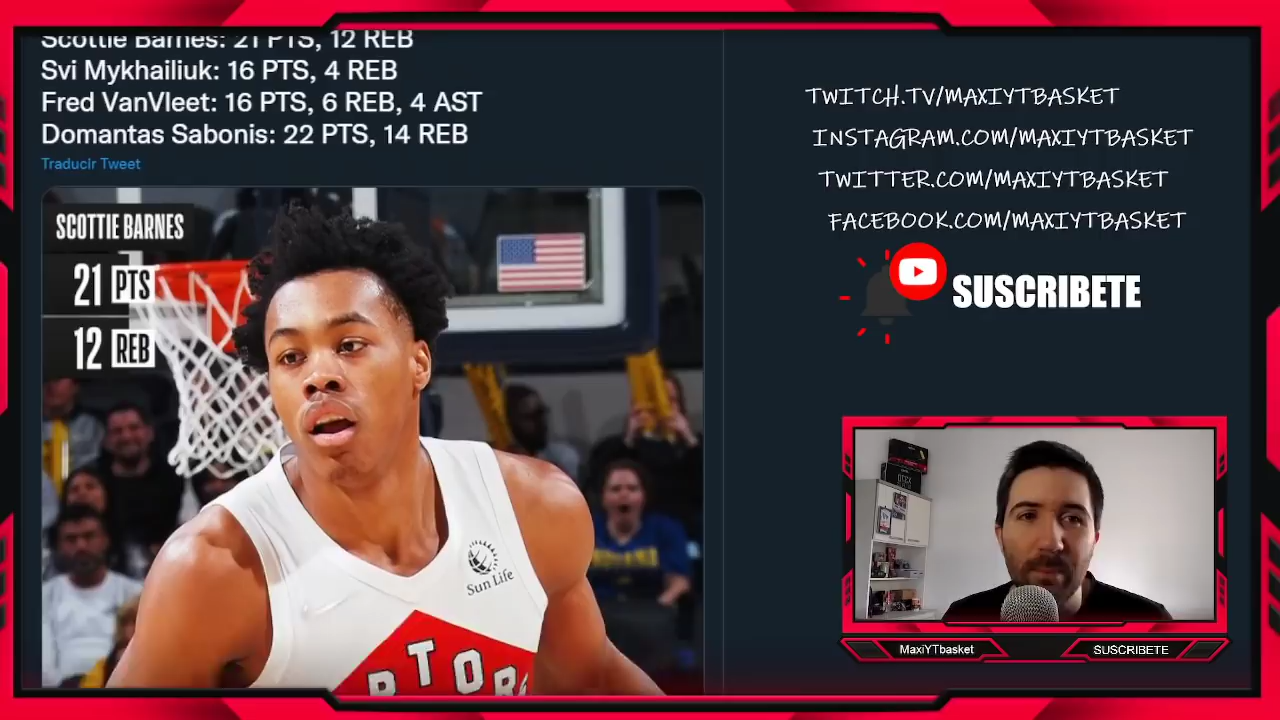 Scottie Barnes: 21 PTS, 12 REB
Svi Mykhailiuk: 16 PTS, 4 REB
Fred VanVleet: 16 PTS, 6 REB, 4 AST
Domantas Sabonis: 22 PTS, 14 REB
Traducir Tweet
SCOTTIE BARNES
21 PTS
12 REB
Sun Life
TWITCH.TV/MAXIYTBASKET
INSTAGRAM.COM/MAXIYTBASKET
TWITTER.COM/MAXIYTBASKET
FACEBOOK.COM/MAXIYTBASKET
SUSCRIBETE
MaxiYTbasket
SUSCRIBETE